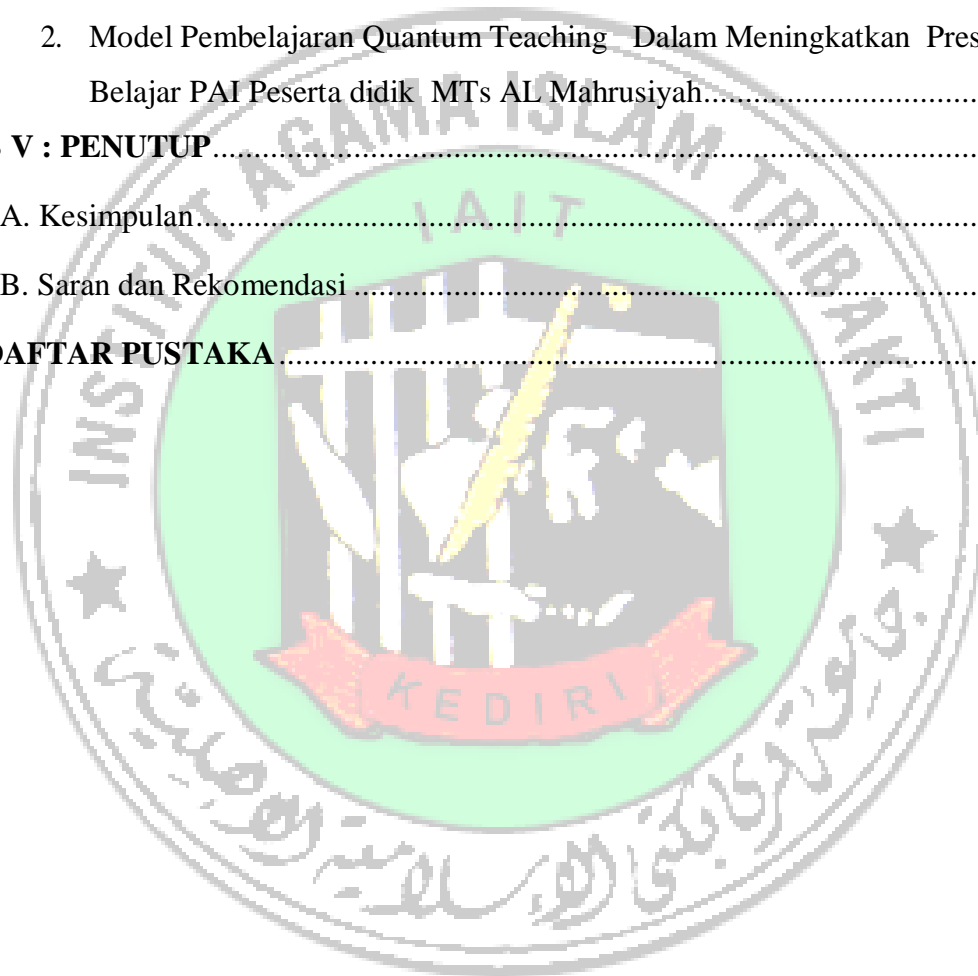 2. Model Pembelajaran Quantum Teaching Dalam Meningkatkan Pres
Belajar PAI Peserta didik MTs AL Mahrusiyah..............................
V : PENUTUP..............................................................................
A. Kesimpulan..............................................................................
B. Saran dan Rekomendasi ..............................................................
DAFTAR PUSTAKA ..............................................................................
INSTITUT AGAMA ISLAM TRIBAKTI
IAIT
KEDIRI